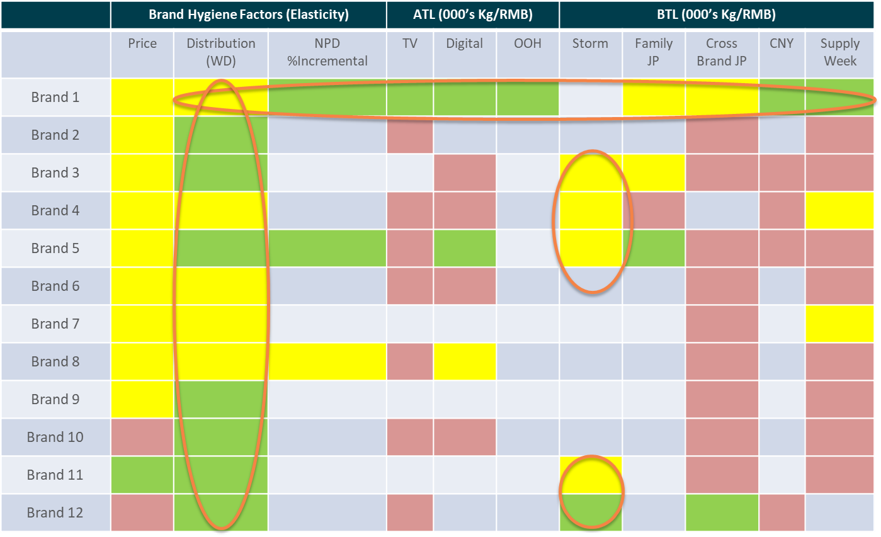 Brand Hygiene Factors (Elasticity) ATL (000’s Kg/RMB) BTL (000’s Kg/RMB)
Price Distribution (WD) NPD %Incremental TV Digital OOH Storm Family JP Cross Brand JP CNY Supply Week
Brand 1
Brand 2
Brand 3
Brand 4
Brand 5
Brand 6
Brand 7
Brand 8
Brand 9
Brand 10
Brand 11
Brand 12